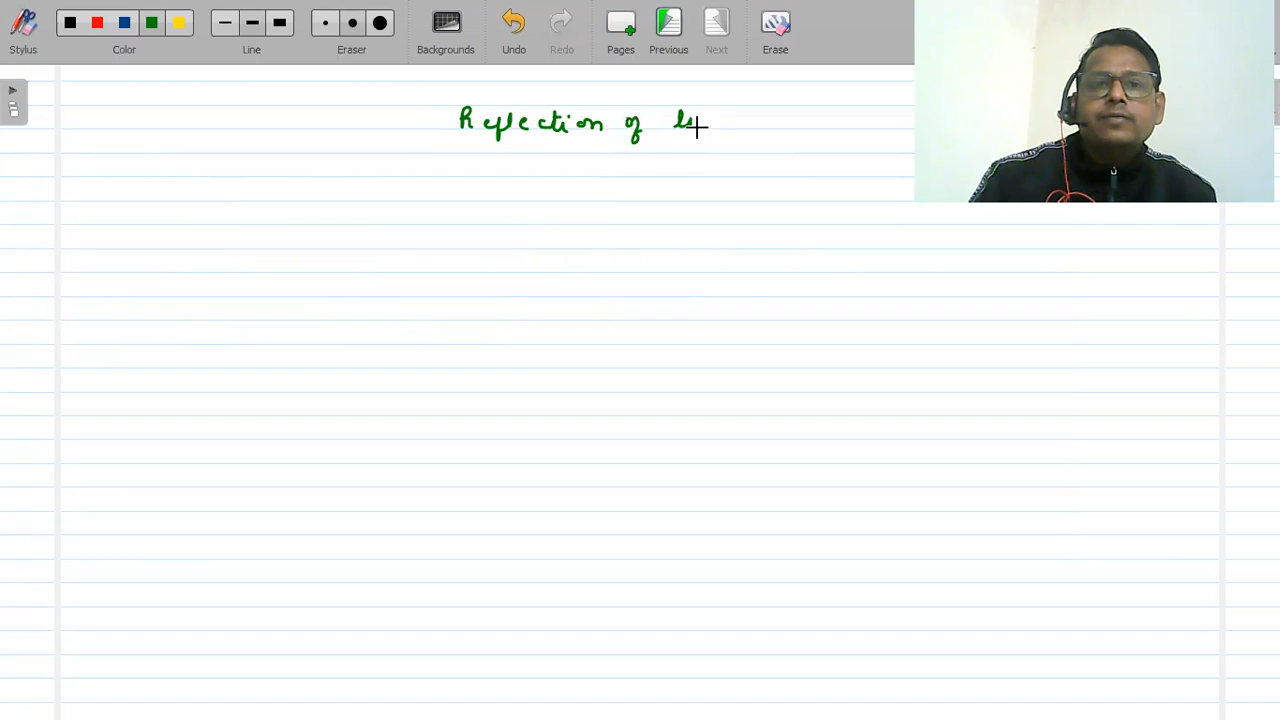 Stylus
Color
Line
Eraser
Backgrounds
Undo
Redo
Pages
Previous
Next
Erase
Reflection of